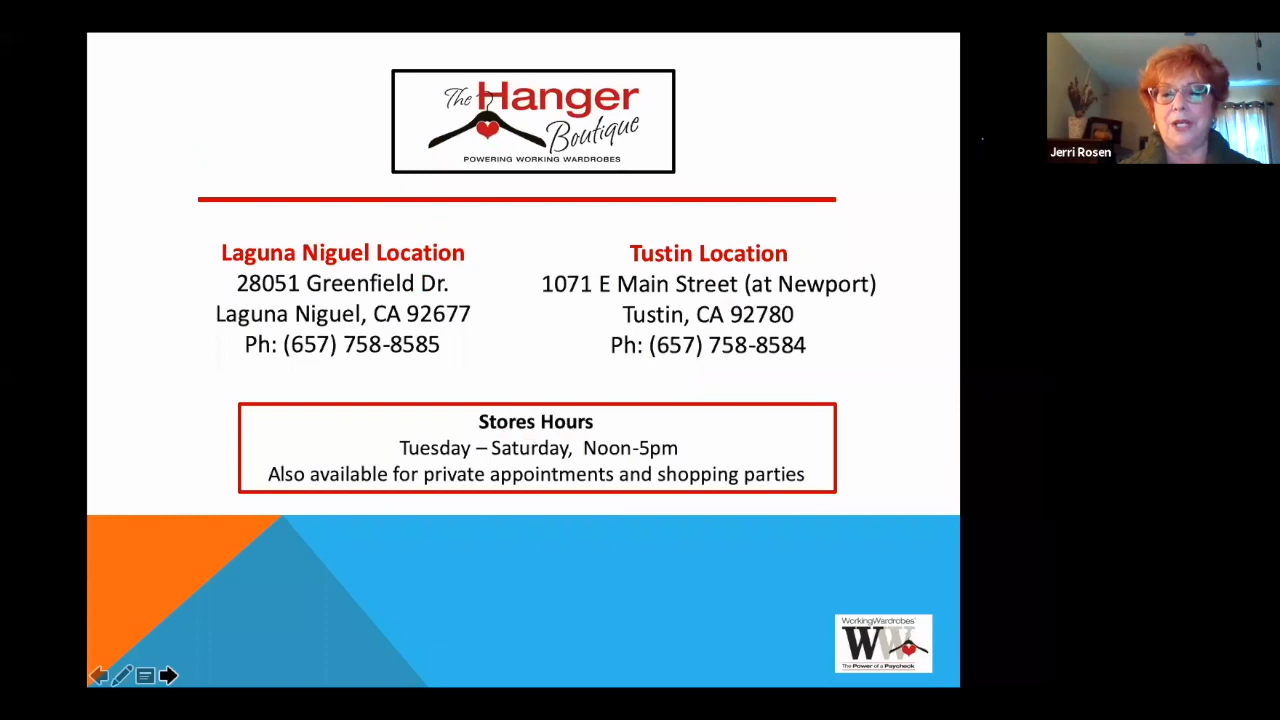 The Hanger
Boutique
POWERING WORKING WARDROBES
Jerri Rosen
Laguna Niguel Location
28051 Greenfield Dr.
Laguna Niguel, CA 92677
Ph: (657) 758-8585
Tustin Location
1071 E Main Street (at Newport)
Tustin, CA 92780
Ph: (657) 758-8584
Stores Hours
Tuesday – Saturday, Noon-5pm
Also available for private appointments and shopping parties
WorkingWardrobes
WW
The Power of a Paycheck